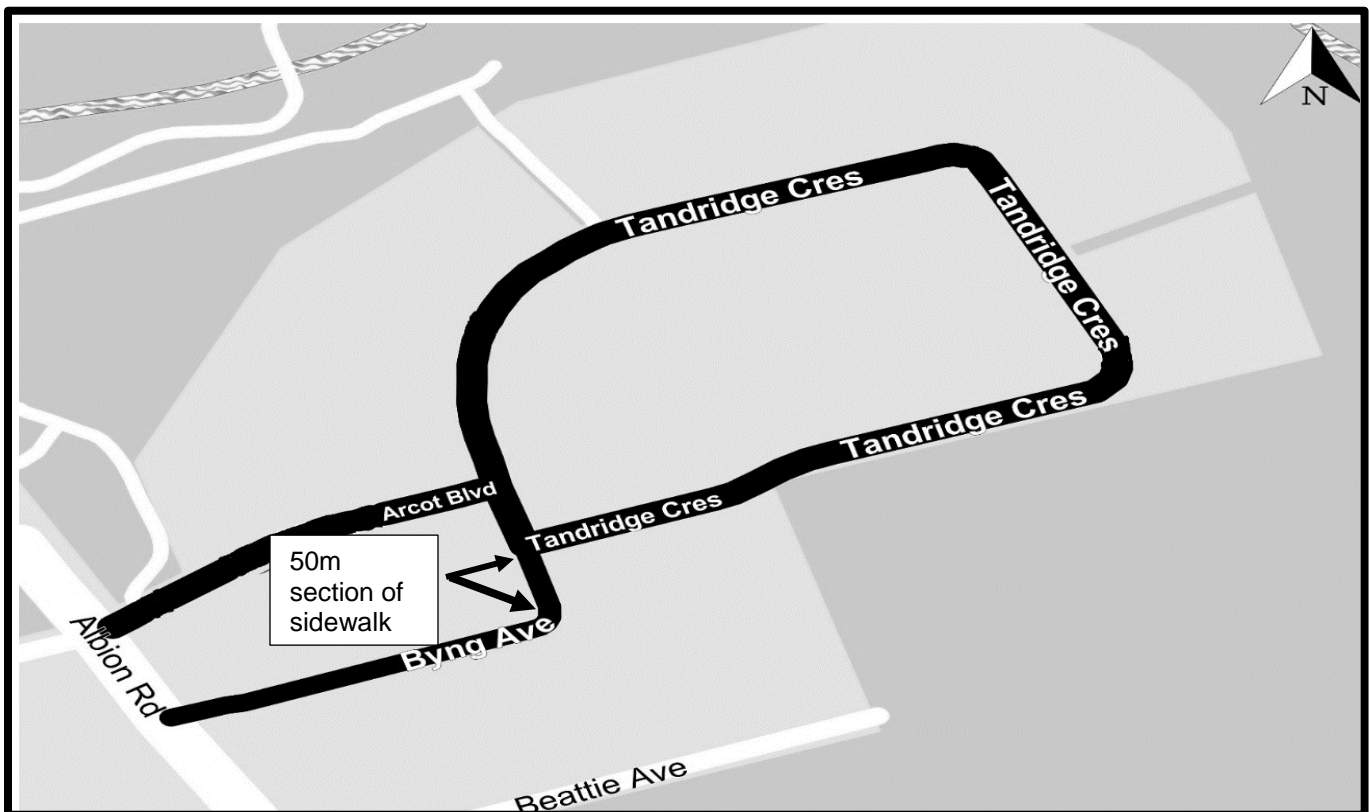 N
Tandridge Cres
Tandridge Cres
Tandridge Cres
Arcot Blvd
Tandridge Cres
50m
section of
sidewalk
Albion Rd
Byng Ave
Beattie Ave